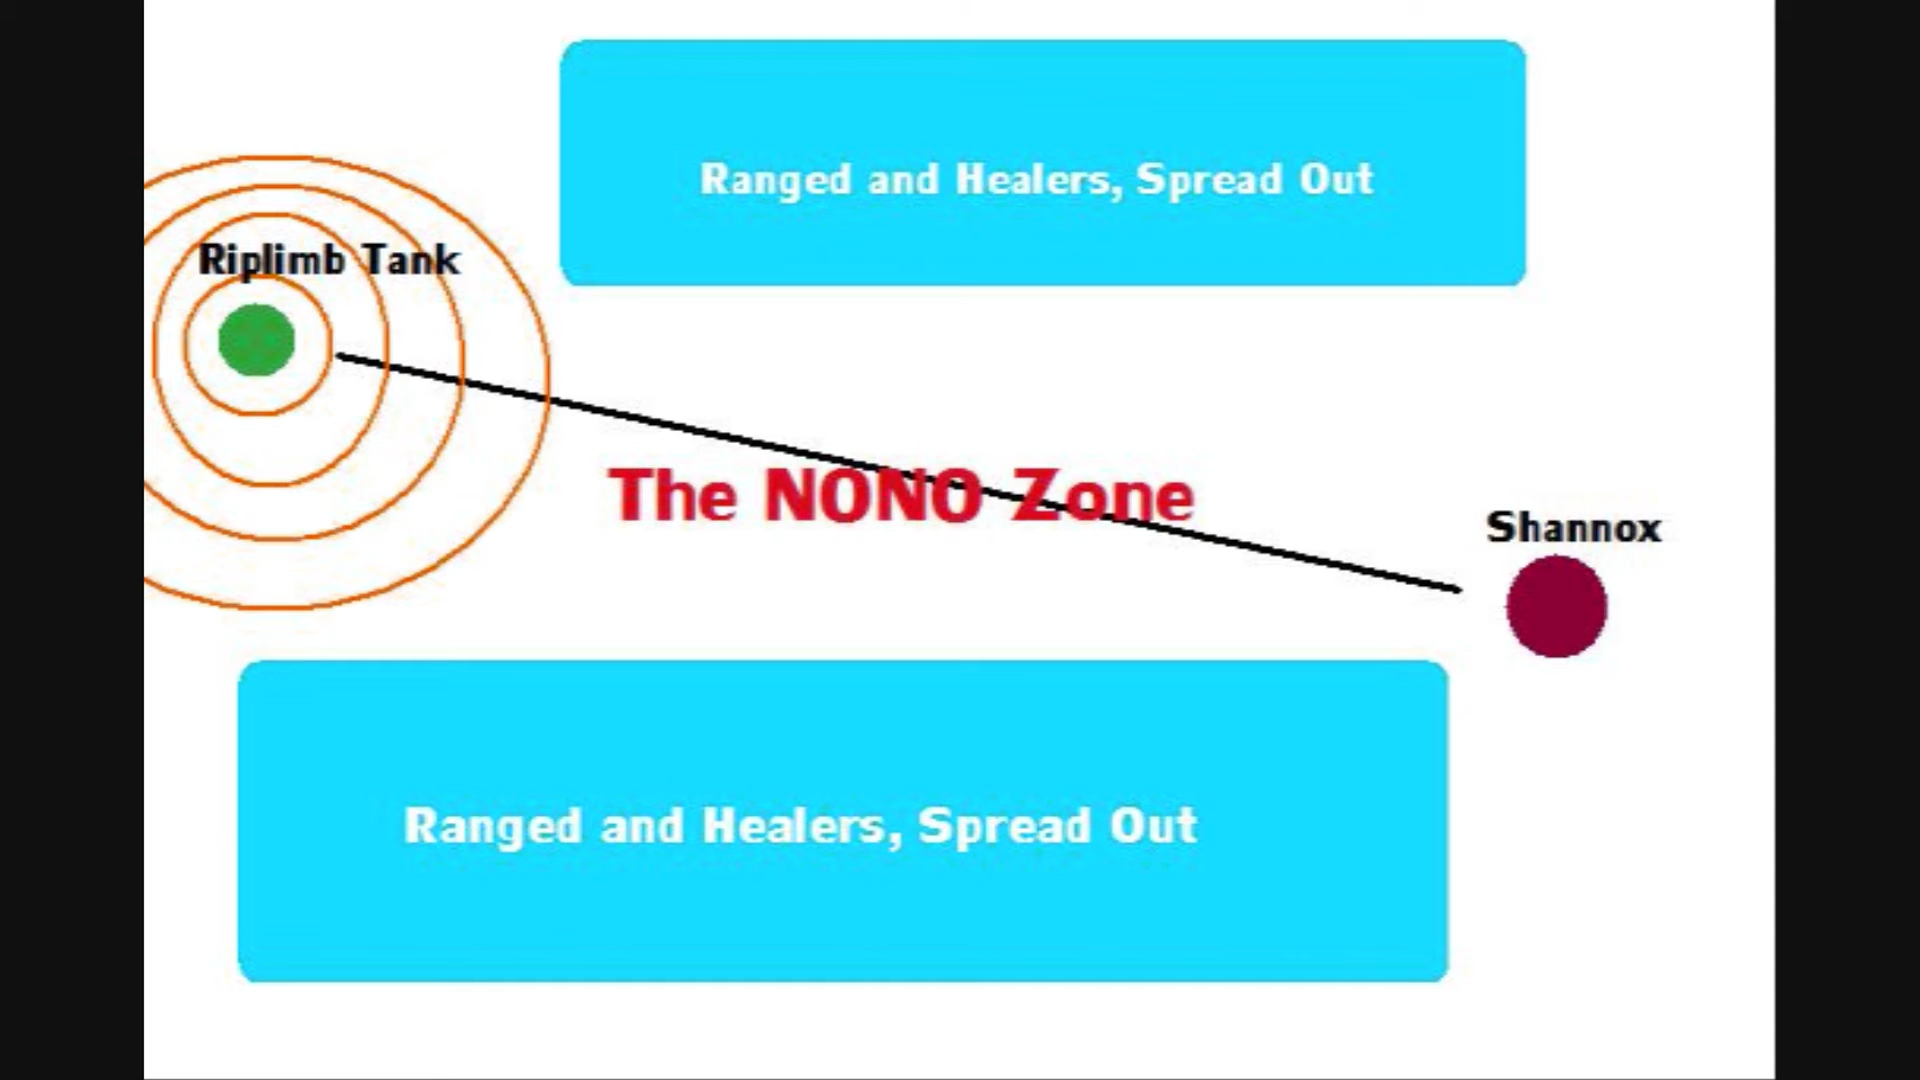 Ranged and Healers, Spread Out
Riplimb Tank
The NONO Zone
Shannox
Ranged and Healers, Spread Out